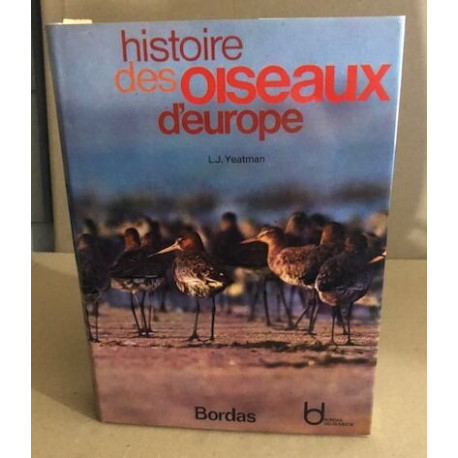 histoire
des oiseaux
d'europe
L.J. Yeatman
Bordas